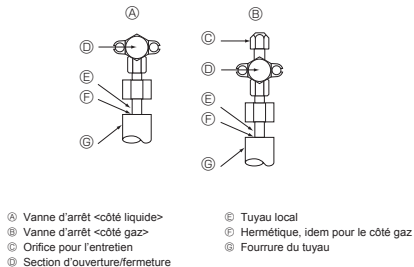 Ⓐ Ⓑ
Ⓒ
Ⓓ Ⓓ
Ⓔ Ⓔ
Ⓕ Ⓕ
Ⓖ Ⓖ
Ⓐ Vanne d'arrêt <côté liquide>
Ⓑ Vanne d'arrêt <côté gaz>
Ⓒ Orifice pour l'entretien
Ⓓ Section d'ouverture/fermeture
Ⓔ Tuyau local
Ⓕ Hermétique, idem pour le côté gaz
Ⓖ Fourrure du tuyau